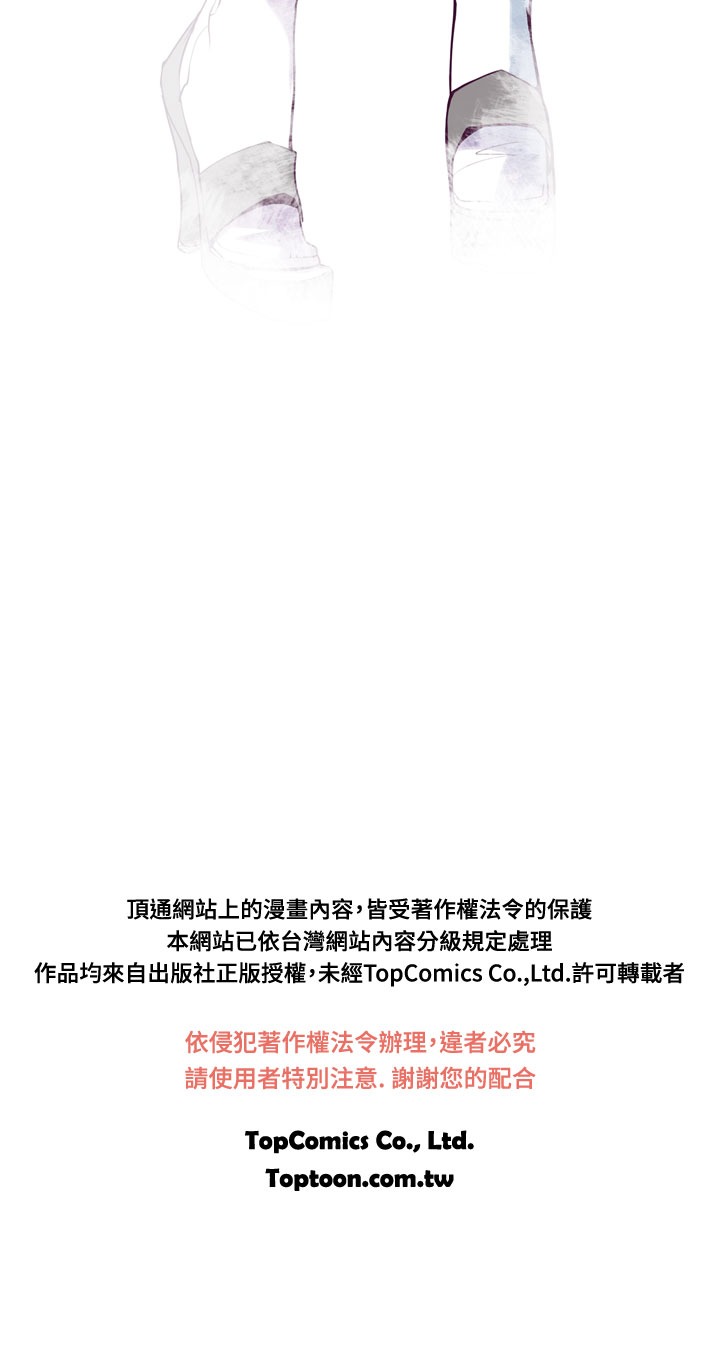 頂通網站上的漫畫內容，皆受著作權法令的保護
本網站已依台灣網站內容分級規定處理
作品均來自出版社正版授權，未經TopComics Co.,Ltd.許可轉載者
依侵犯著作權法令辦理，違者必究
請使用者特別注意. 謝謝您的配合
TopComics Co., Ltd.
Toptoon.com.tw